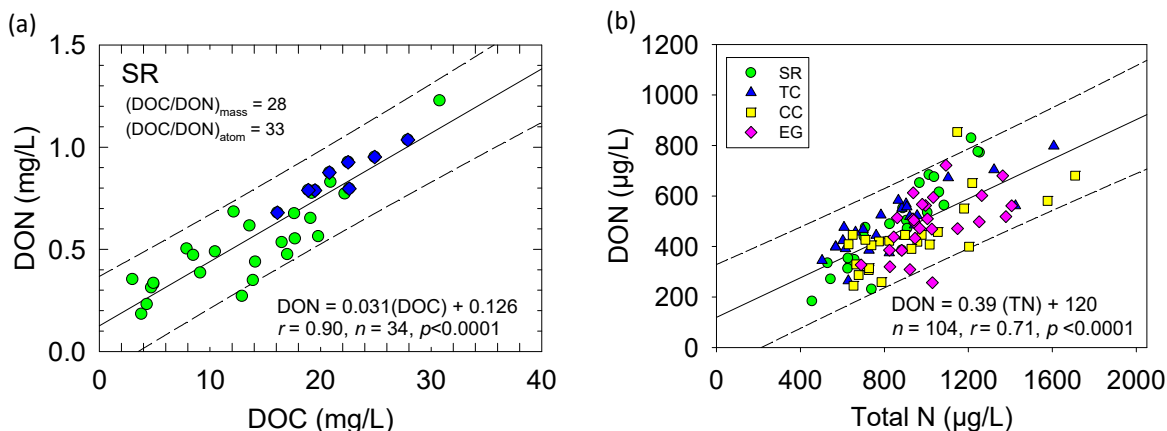 (a)
1.5
1.0
0.5
0.0
DON (mg/L)
SR
(DOC/DON)mass = 28
(DOC/DON)atom = 33
DON = 0.031(DOC) + 0.126
r = 0.90, n = 34, p<0.0001
0 10 20 30 40
DOC (mg/L)
(b)
1200
1000
800
600
400
200
0
DON (µg/L)
SR
TC
CC
EG
DON = 0.39 (TN) + 120
n = 104, r = 0.71, p <0.0001
0 400 800 1200 1600 2000
Total N (µg/L)